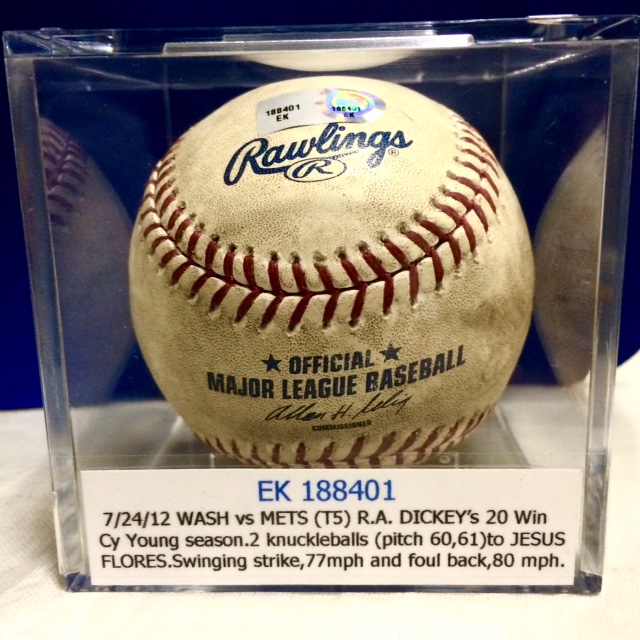 188401
EK
188401
EK
Rawlings®
R
★ OFFICIAL ★
MAJOR LEAGUE BASEBALL
Allan H. Selig
COMMISSIONER
EK 188401
7/24/12 WASH vs METS (T5) R.A. DICKEY's 20 Win
Cy Young season.2 knuckleballs (pitch 60,61)to JESUS
FLORES.Swinging strike,77mph and foul back,80 mph.